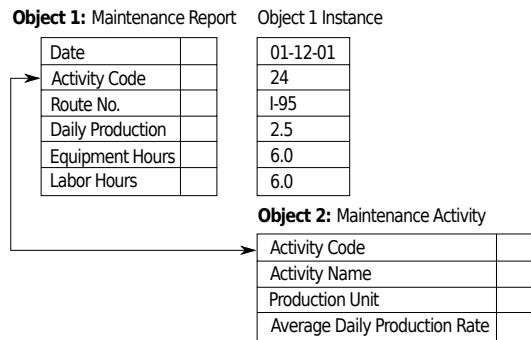 Object 1: Maintenance Report Object 1 Instance
Date 01-12-01
Activity Code 24
Route No. I-95
Daily Production 2.5
Equipment Hours 6.0
Labor Hours 6.0
Object 2: Maintenance Activity
Activity Code
Activity Name
Production Unit
Average Daily Production Rate